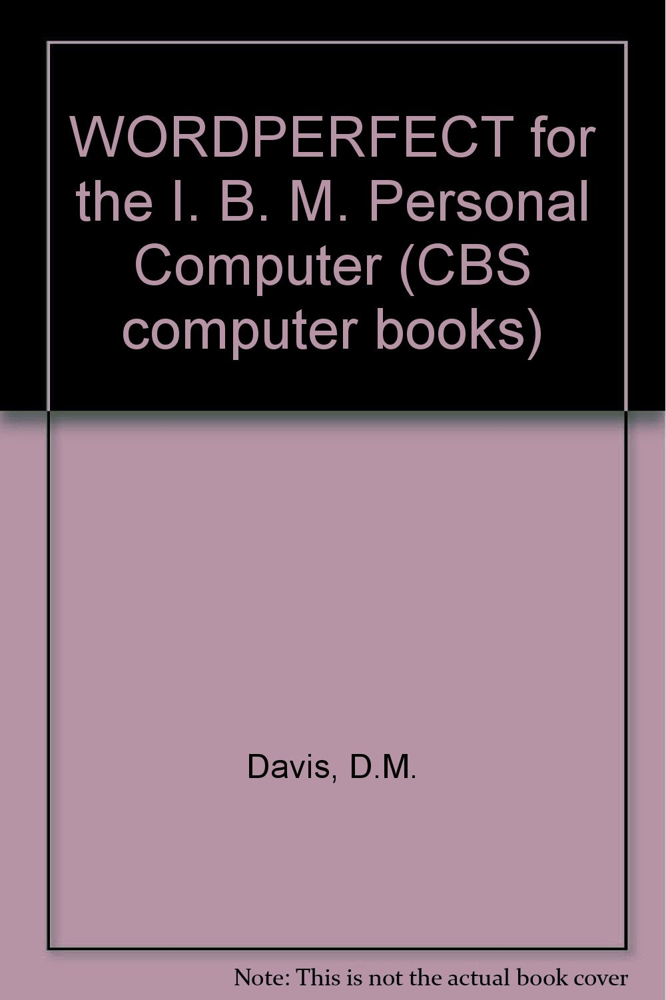 WORDPERFECT for
the I. B. M. Personal
Computer (CBS
computer books)
Davis, D.M.
Note: This is not the actual book cover